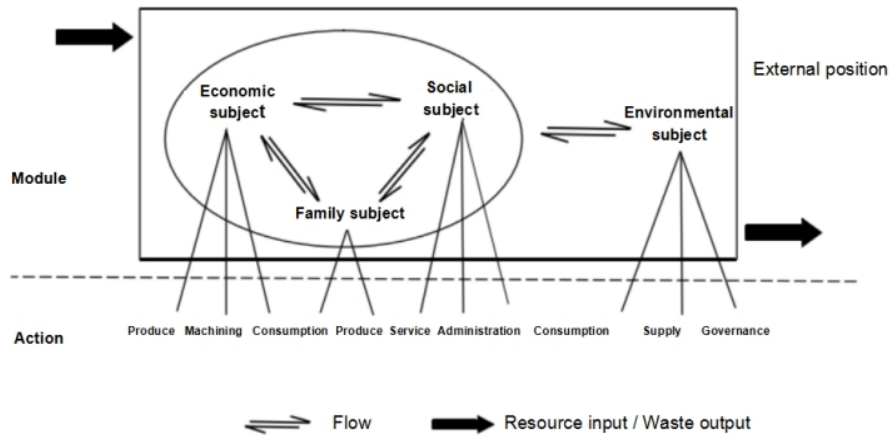 External position
Economic
subject
Social
subject
Environmental
subject
Module
Family subject
Produce Machining Consumption Produce Service Administration Consumption Supply Governance
Action
Flow
Resource input / Waste output